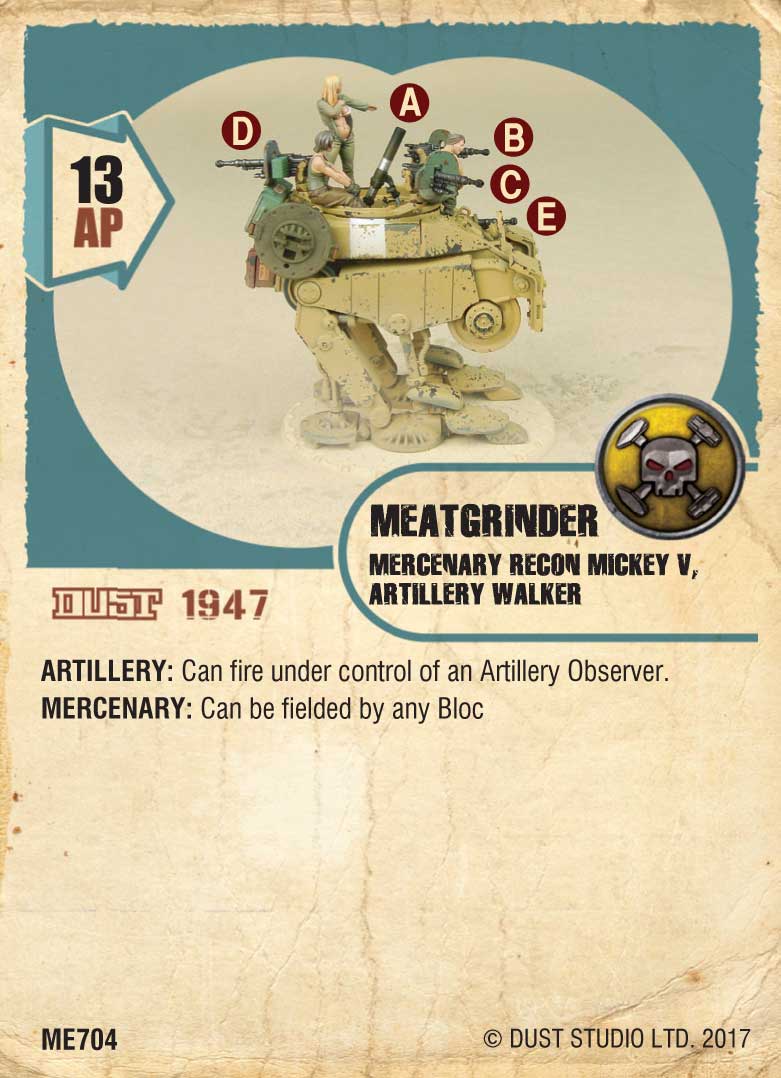 A
D
B
13
AP
C
E
MEATGRINDER
MERCENARY RECON MICKEY V,
ARTILLERY WALKER
DUST 1947
ARTILLERY: Can fire under control of an Artillery Observer.
MERCENARY: Can be fielded by any Bloc
ME704
© DUST STUDIO LTD. 2017